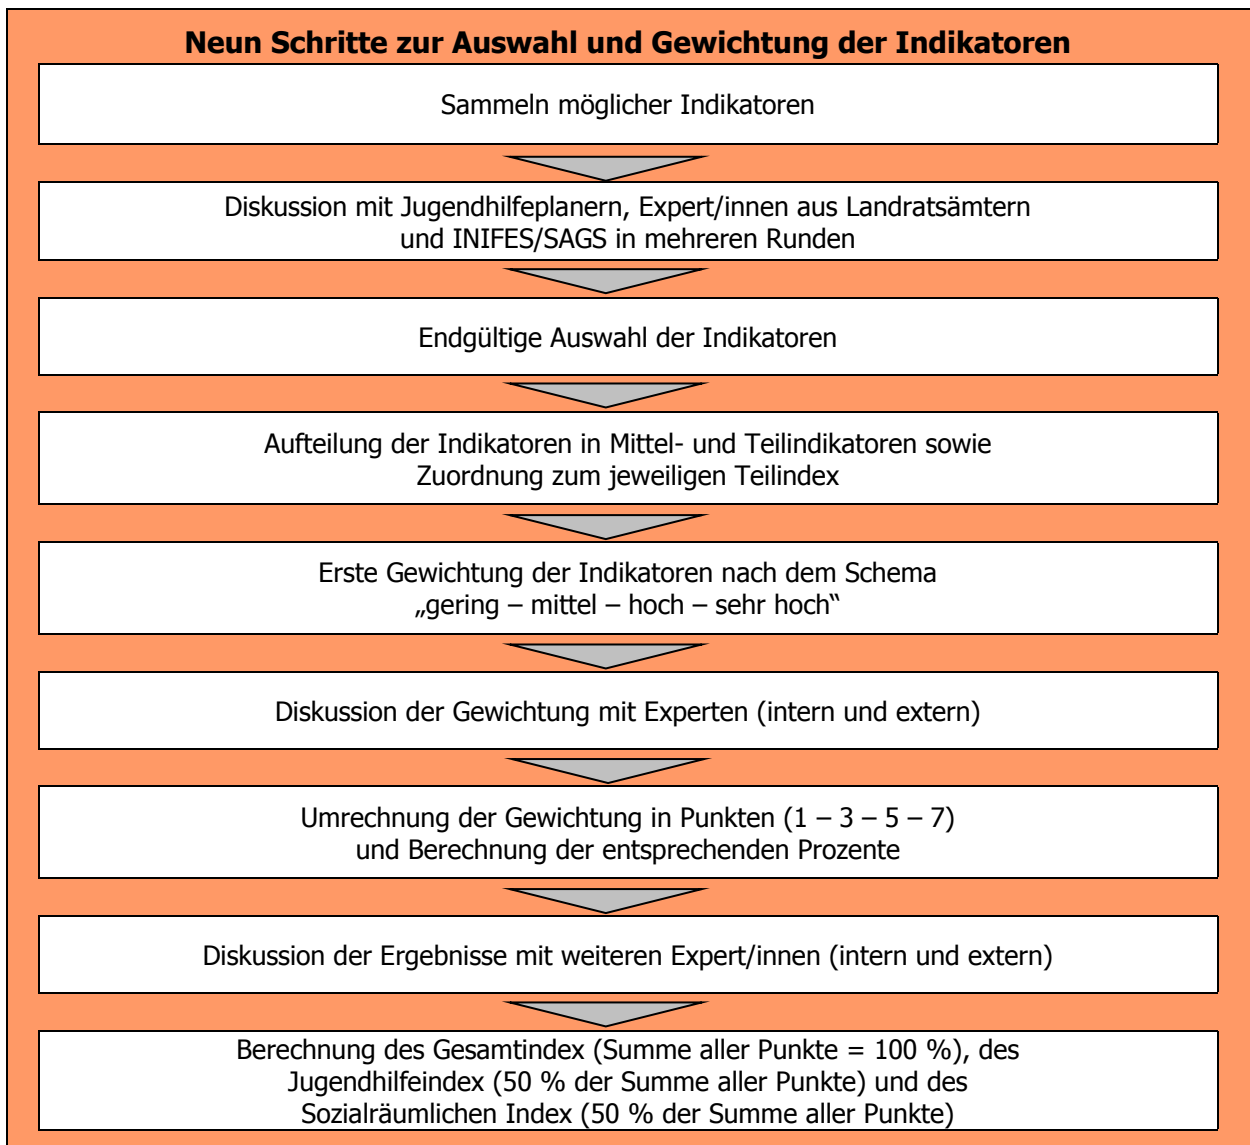 Neun Schritte zur Auswahl und Gewichtung der Indikatoren
Sammeln möglicher Indikatoren
Diskussion mit Jugendhilfeplanern, Expert/innen aus Landratsämtern
und INIFES/SAGS in mehreren Runden
Endgültige Auswahl der Indikatoren
Aufteilung der Indikatoren in Mittel- und Teilindikatoren sowie
Zuordnung zum jeweiligen Teilindex
Erste Gewichtung der Indikatoren nach dem Schema
„gering – mittel – hoch – sehr hoch“
Diskussion der Gewichtung mit Experten (intern und extern)
Umrechnung der Gewichtung in Punkten (1 – 3 – 5 – 7)
und Berechnung der entsprechenden Prozente
Diskussion der Ergebnisse mit weiteren Expert/innen (intern und extern)
Berechnung des Gesamtindex (Summe aller Punkte = 100 %), des
Jugendhilfeindex (50 % der Summe aller Punkte) und des
Sozialräumlichen Index (50 % der Summe aller Punkte)